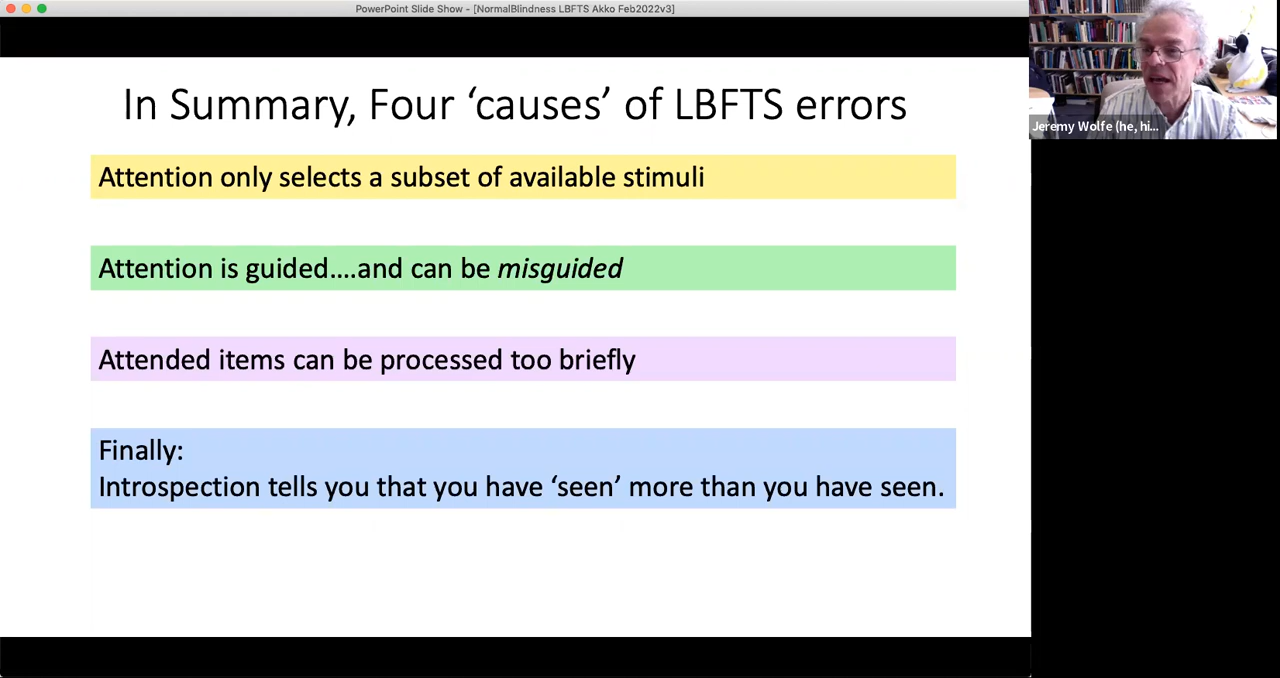 PowerPoint Slide Show - [NormalBlindness LBFTS Akko Feb2022v3]
In Summary, Four ‘causes’ of LBFTS errors
Attention only selects a subset of available stimuli
Attention is guided....and can be misguided
Attended items can be processed too briefly
Finally:
Introspection tells you that you have ‘seen’ more than you have seen.
Jeremy Wolfe (he, hi...